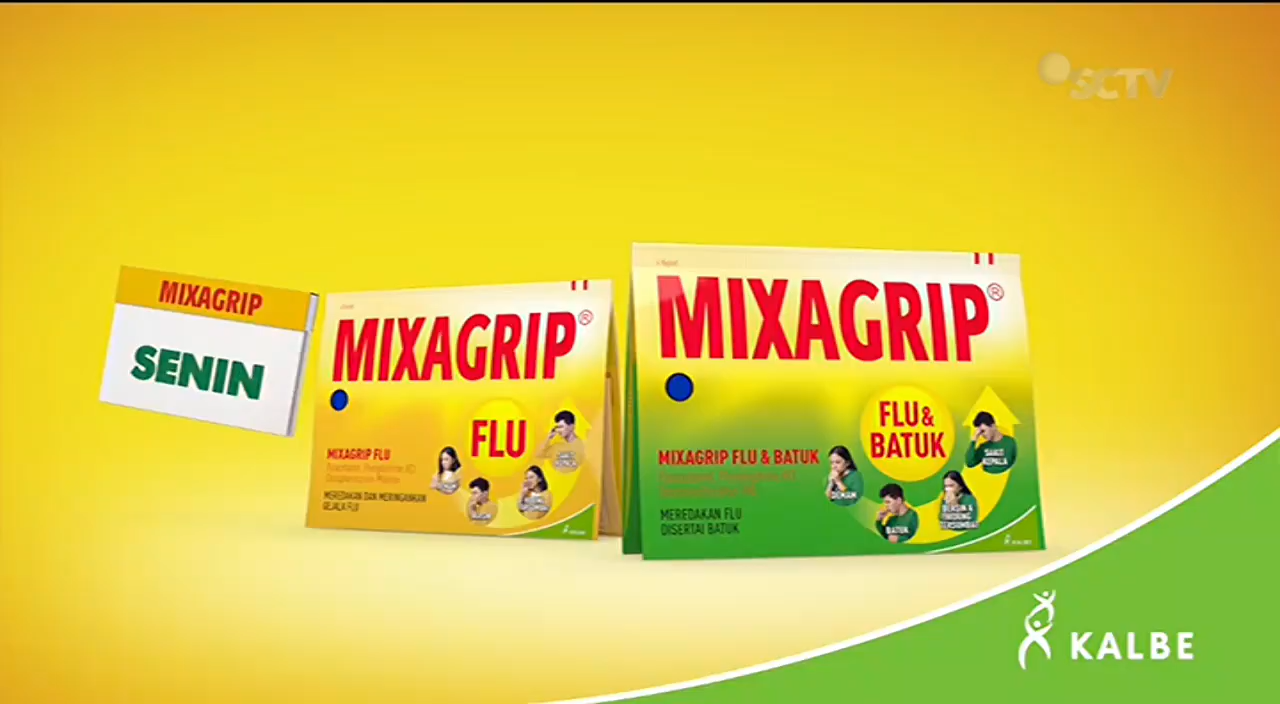 SCTV
MIXAGRIP
SENIN
MIXAGRIP®
FLU
MIXAGRIP FLU
MEREDAKAN DAN MERINGANKAN
GEJALA FLU
MIXAGRIP®
FLU &
BATUK
MIXAGRIP FLU & BATUK
MEREDAKAN FLU
DISERTAI BATUK
DEMAM
BATUK
BERSIN &
HIDUNG
TERSUMBAT
SAKIT
KEPALA
KALBE